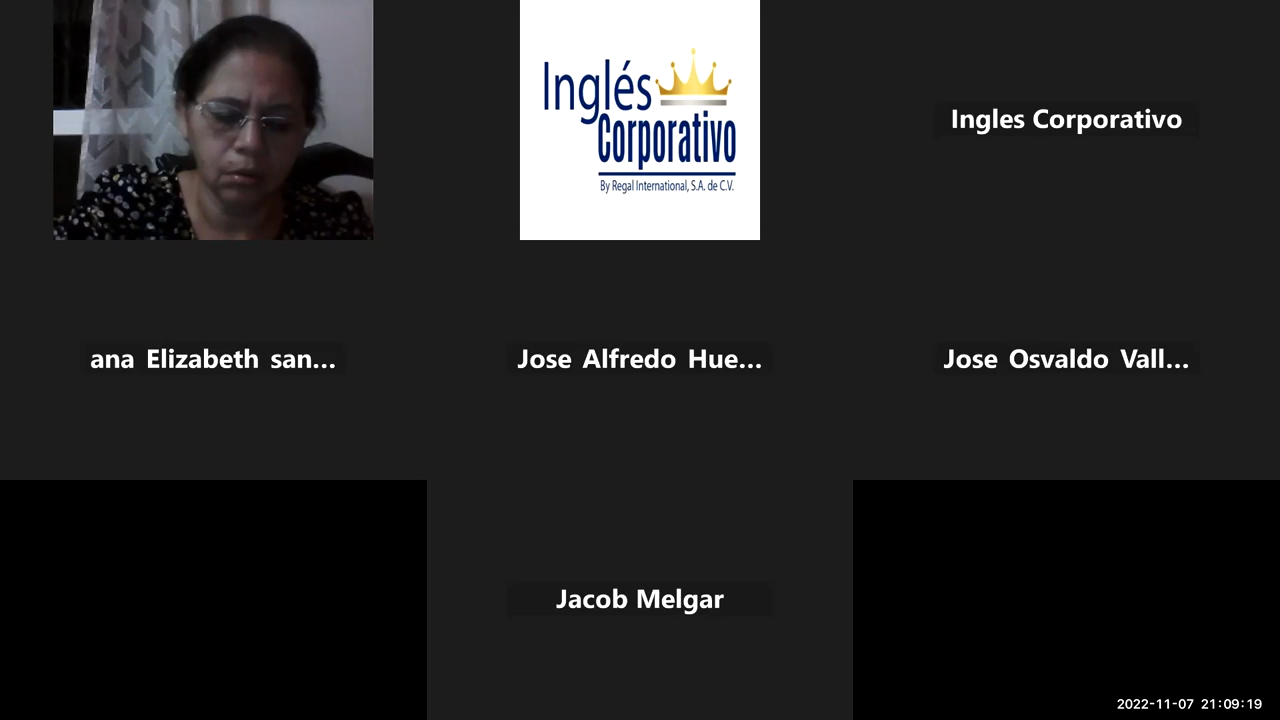 Inglés
Corporativo
By Regal International, S.A. de C.V.
Ingles Corporativo
ana Elizabeth san...
Jose Alfredo Hue...
Jose Osvaldo Vall...
Jacob Melgar
2022-11-07 21:09:19